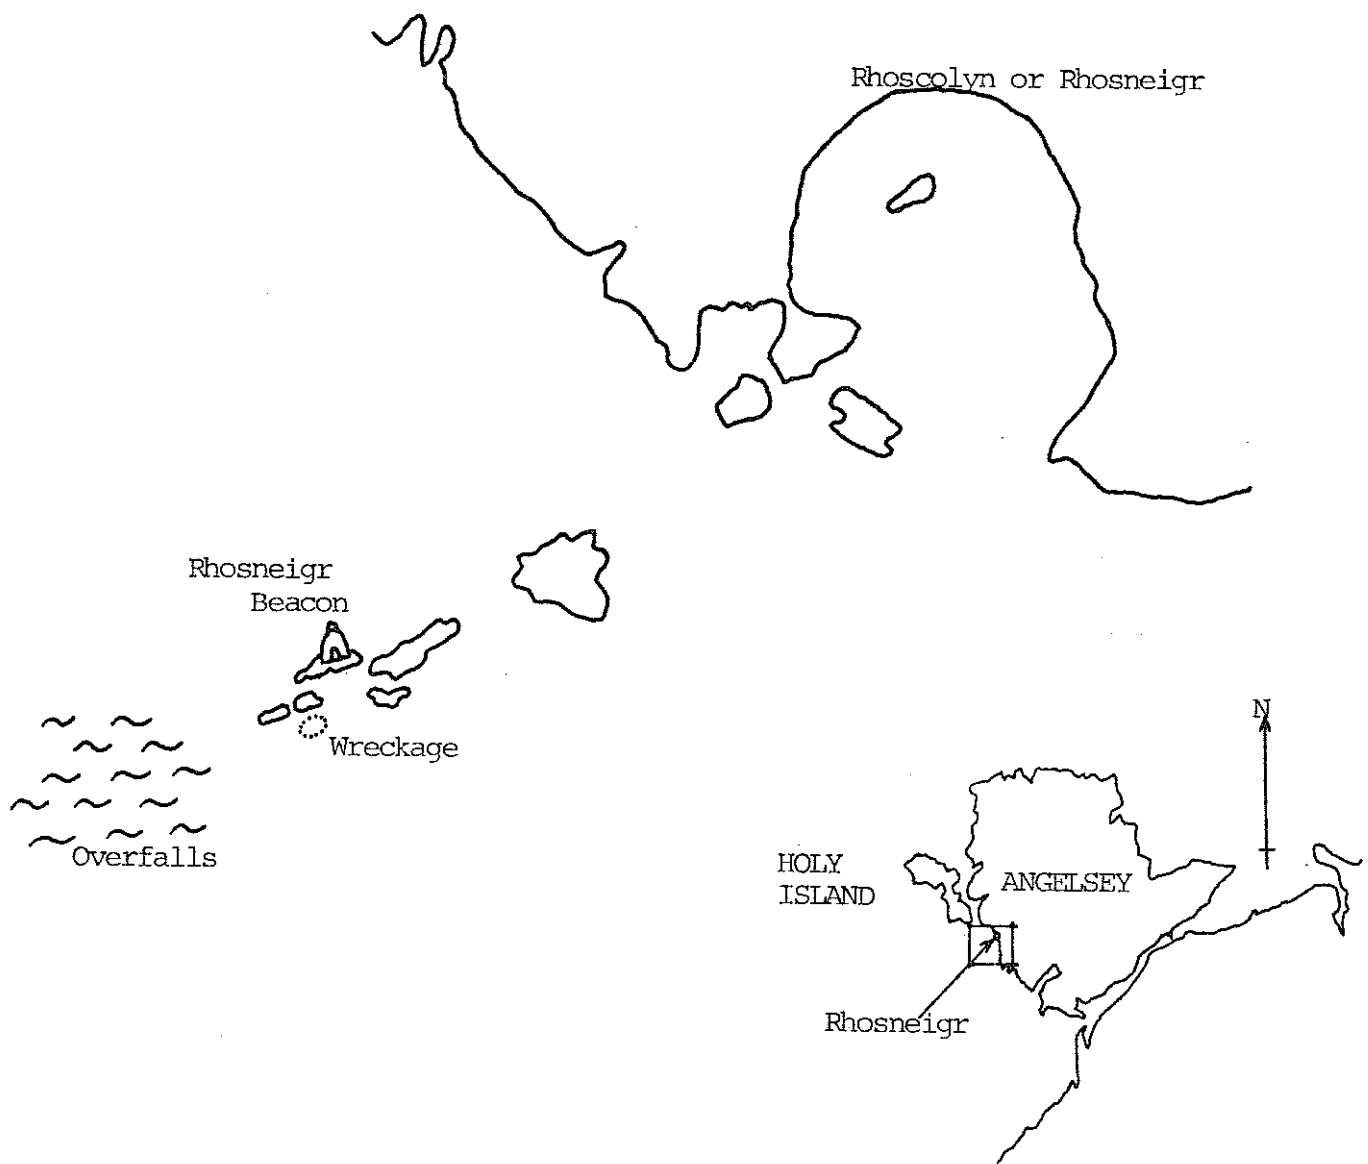 Rhoscolyn or Rhosneigr
Rhosneigr
Beacon
Wreckage
Overfalls
N
HOLY
ISLAND
ANGELSEY
Rhosneigr